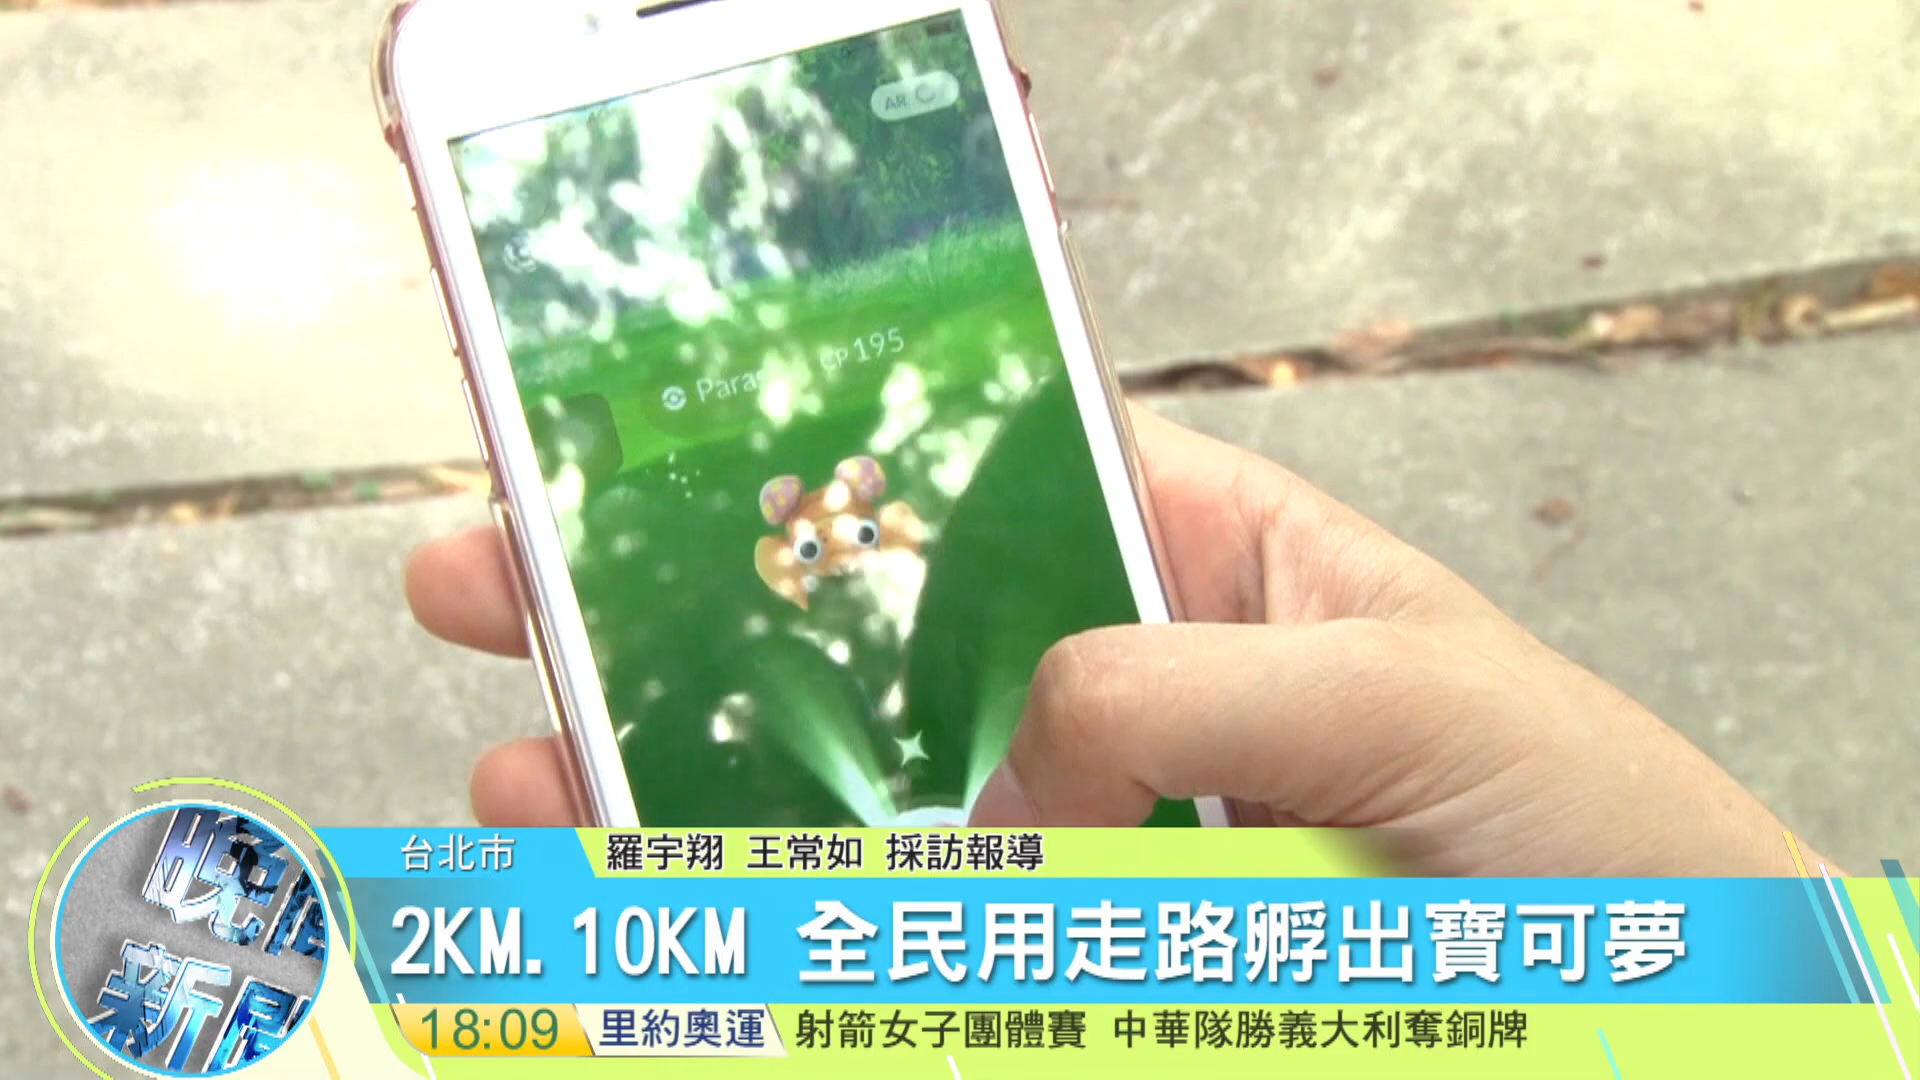 AR
CP195
Paras
台北市
羅宇翔 王常如 採訪報導
2KM.10KM 全民用走路孵出寶可夢
晚間
新聞
18:09 里約奧運 射箭女子團體賽 中華隊勝義大利奪銅牌